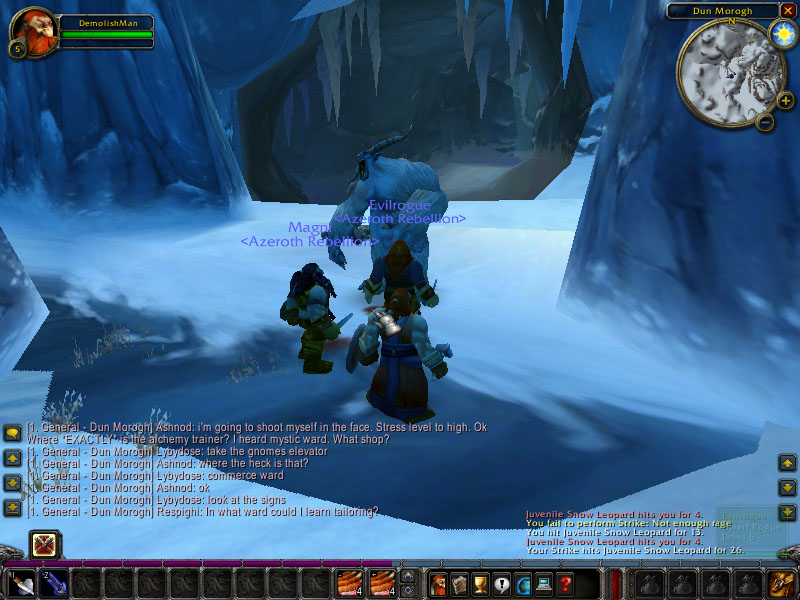 DemolishMan
Dun Morogh
N
5
Evilrogue
<Azeroth Rebellion>
Magni
<Azeroth Rebellion>
[1. General - Dun Morogh] Ashnod: i'm going to shoot myself in the face. Stress level to high. Ok
Where *EXACTLY* is the alchemy trainer? I heard mystic ward. What shop?
[1. General - Dun Morogh] Lybydose: take the gnomes elevator
[1. General - Dun Morogh] Ashnod: where the heck is that?
[1. General - Dun Morogh] Lybydose: commerce ward
[1. General - Dun Morogh] Ashnod: ok
[1. General - Dun Morogh] Lybydose: look at the signs
[1. General - Dun Morogh] Respighi: In what ward could I learn tailoring?
Juvenile Snow Leopard hits you for 4.
You fail to perform Strike: Not enough rage
You hit Juvenile Snow Leopard for 13.
Juvenile Snow Leopard hits you for 4.
Your Strike hits Juvenile Snow Leopard for 26.
Evilrogue
Level 5
2
4
4